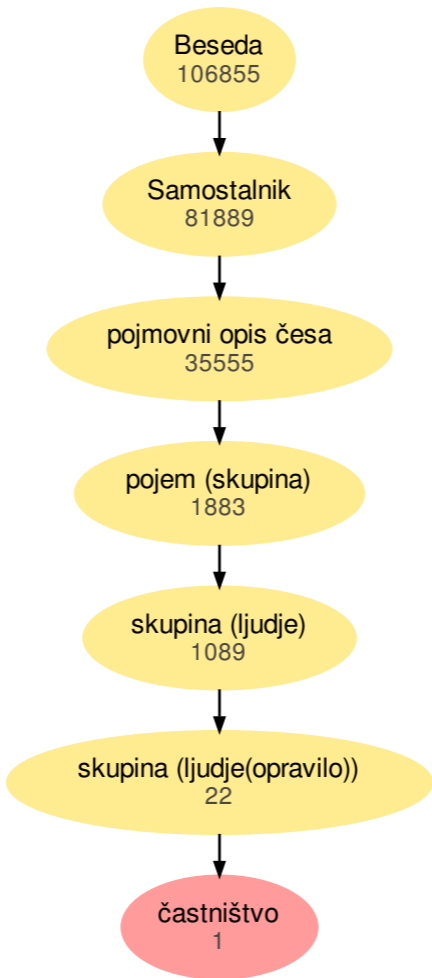 Beseda
106855
Samostalnik
81889
pojmovni opis česa
35555
pojem (skupina)
1883
skupina (ljudje)
1089
skupina (ljudje(opravilo))
22
častništvo
1